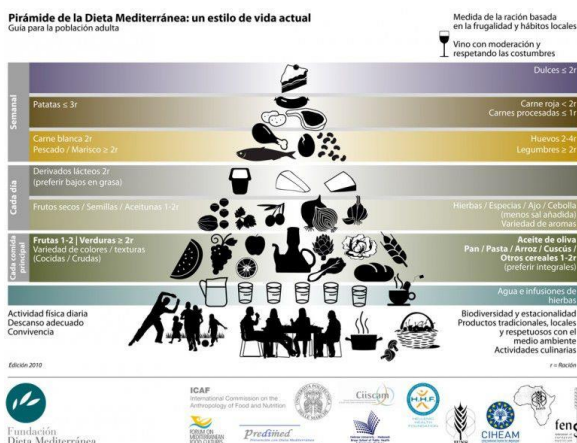 Pirámide de la Dieta Mediterránea: un estilo de vida actual
Guía para la población adulta
Medida de la ración basada
en la frugalidad y hábitos locales
Vino con moderación y
respetando las costumbres
Semanal
Dulces ≤ 2r
Patatas ≤ 3r
Carne roja < 2r
Carnes procesadas ≤ 1r
Carne blanca 2r
Pescado / Marisco ≥ 2r
Huevos 2-4r
Legumbres ≥ 2r
Cada día
Derivados lácteos 2r
(preferir bajos en grasa)
Frutos secos / Semillas / Aceitunas 1-2r
Hierbas / Especias / Ajo / Cebolla
(menos sal añadida)
Variedad de aromas
Cada comida
principal
Frutas 1-2 | Verduras ≥ 2r
Variedad de colores / texturas
(Cocidas / Crudas)
Aceite de oliva
Pan / Pasta / Arroz / Cuscús /
Otros cereales 1-2r
(preferir integrales)
Agua e infusiones de
hierbas
Actividad física diaria
Descanso adecuado
Convivencia
Biodiversidad y estacionalidad
Productos tradicionales, locales
y respetuosos con el
medio ambiente
Actividades culinarias
Edición 2010
r = Ración
Fundación
Dieta Mediterránea
ICAF
International Commission on the
Anthropology of Food and Nutrition
FORUM ON
MEDITERRANEAN
FOOD CULTURES
Predimed
Ciiscam
H.H.F.
CIHEAM